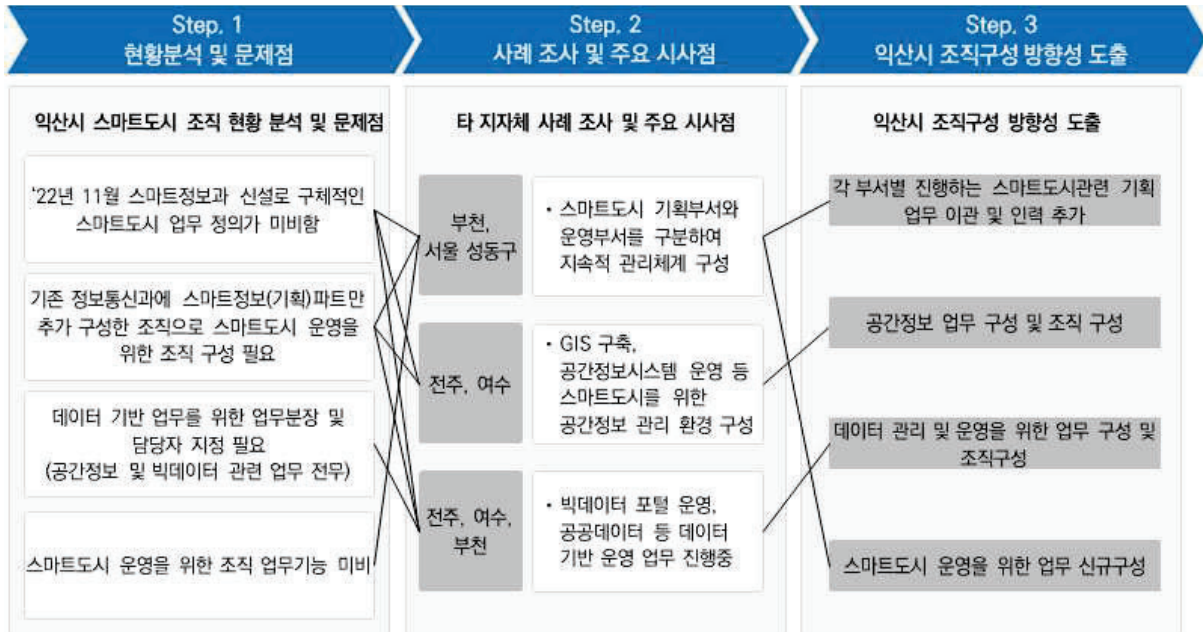 Step. 1
현황분석 및 문제점
Step. 2
사례 조사 및 주요 시사점
Step. 3
익산시 조직구성 방향성 도출
익산시 스마트도시 조직 현황 분석 및 문제점
'22년 11월 스마트정보과 신설로 구체적인
스마트도시 업무 정의가 미비함
기존 정보통신과에 스마트정보(기획)파트만
추가 구성한 조직으로 스마트도시 운영을
위한 조직 구성 필요
데이터 기반 업무를 위한 업무분장 및
담당자 지정 필요
(공간정보 및 빅데이터 관련 업무 전무)
스마트도시 운영을 위한 조직 업무기능 미비
타 지자체 사례 조사 및 주요 시사점
부천,
서울 성동구
• 스마트도시 기획부서와
운영부서를 구분하여
지속적 관리체계 구성
전주, 여수
• GIS 구축,
공간정보시스템 운영 등
스마트도시를 위한
공간정보 관리 환경 구성
전주, 여수,
부천
• 빅데이터 포털 운영,
공공데이터 등 데이터
기반 운영 업무 진행중
익산시 조직구성 방향성 도출
각 부서별 진행하는 스마트도시관련 기획
업무 이관 및 인력 추가
공간정보 업무 구성 및 조직 구성
데이터 관리 및 운영을 위한 업무 구성 및
조직구성
스마트도시 운영을 위한 업무 신규구성